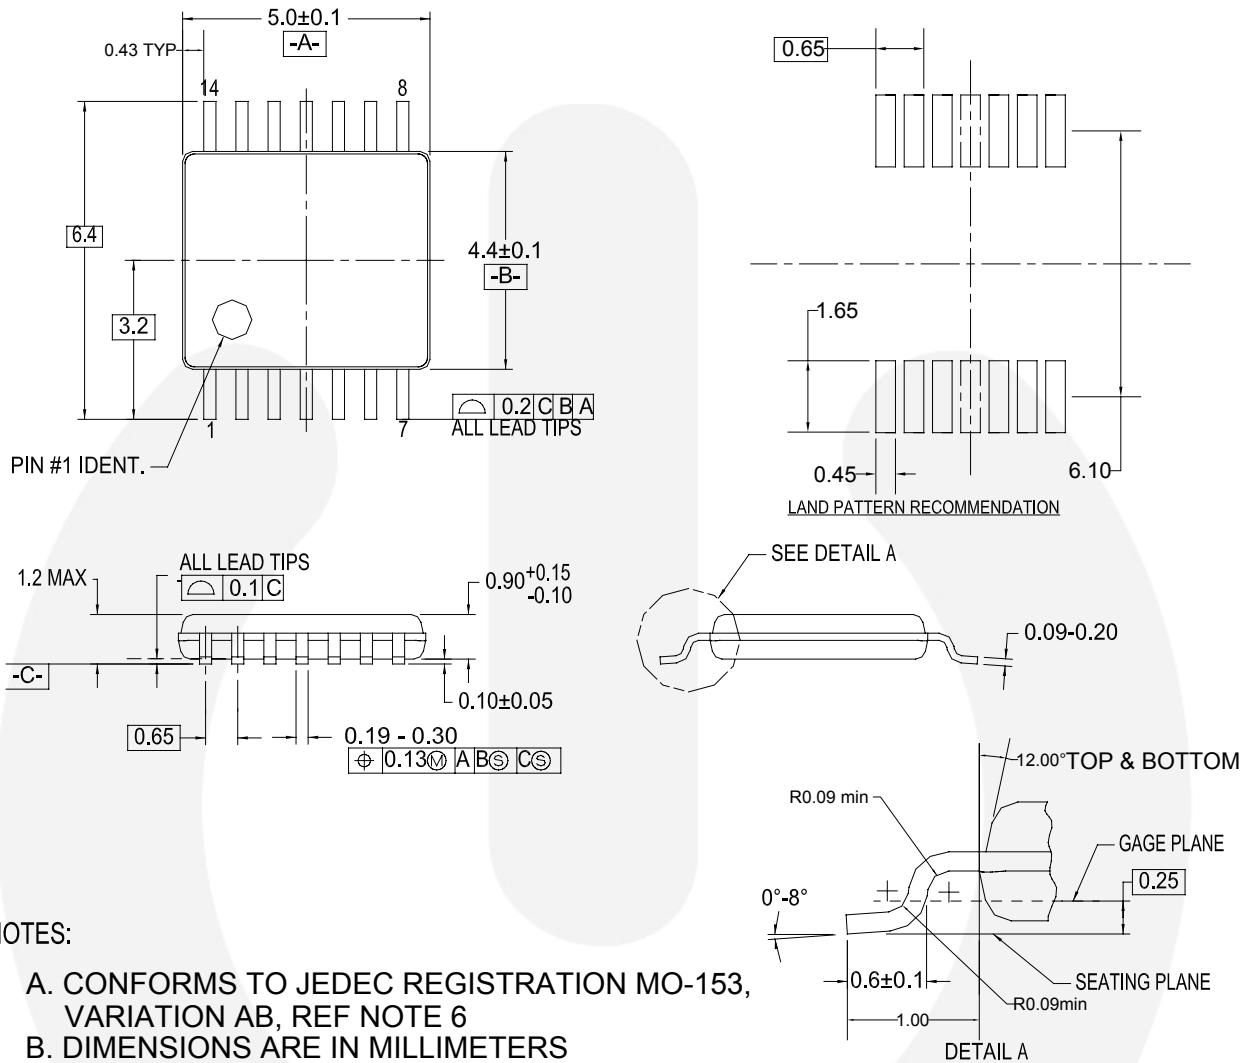 5.0±0.1
-A-
0.43 TYP
14
8
6.4
3.2
4.4±0.1
-B-
0.2 C B A
ALL LEAD TIPS
1
7
PIN #1 IDENT.
0.65
1.65
0.45
6.10
LAND PATTERN RECOMMENDATION
ALL LEAD TIPS
0.1 C
1.2 MAX
0.90 +0.15
-0.10
-C-
0.10±0.05
0.65
0.19 - 0.30
⌖ 0.13Ⓜ A BⓈ CⓈ
SEE DETAIL A
0.09-0.20
12.00° TOP & BOTTOM
R0.09 min
GAGE PLANE
0.25
0°-8°
0.6±0.1
SEATING PLANE
R0.09min
1.00
DETAIL A
NOTES:
A. CONFORMS TO JEDEC REGISTRATION MO-153,
VARIATION AB, REF NOTE 6
B. DIMENSIONS ARE IN MILLIMETERS